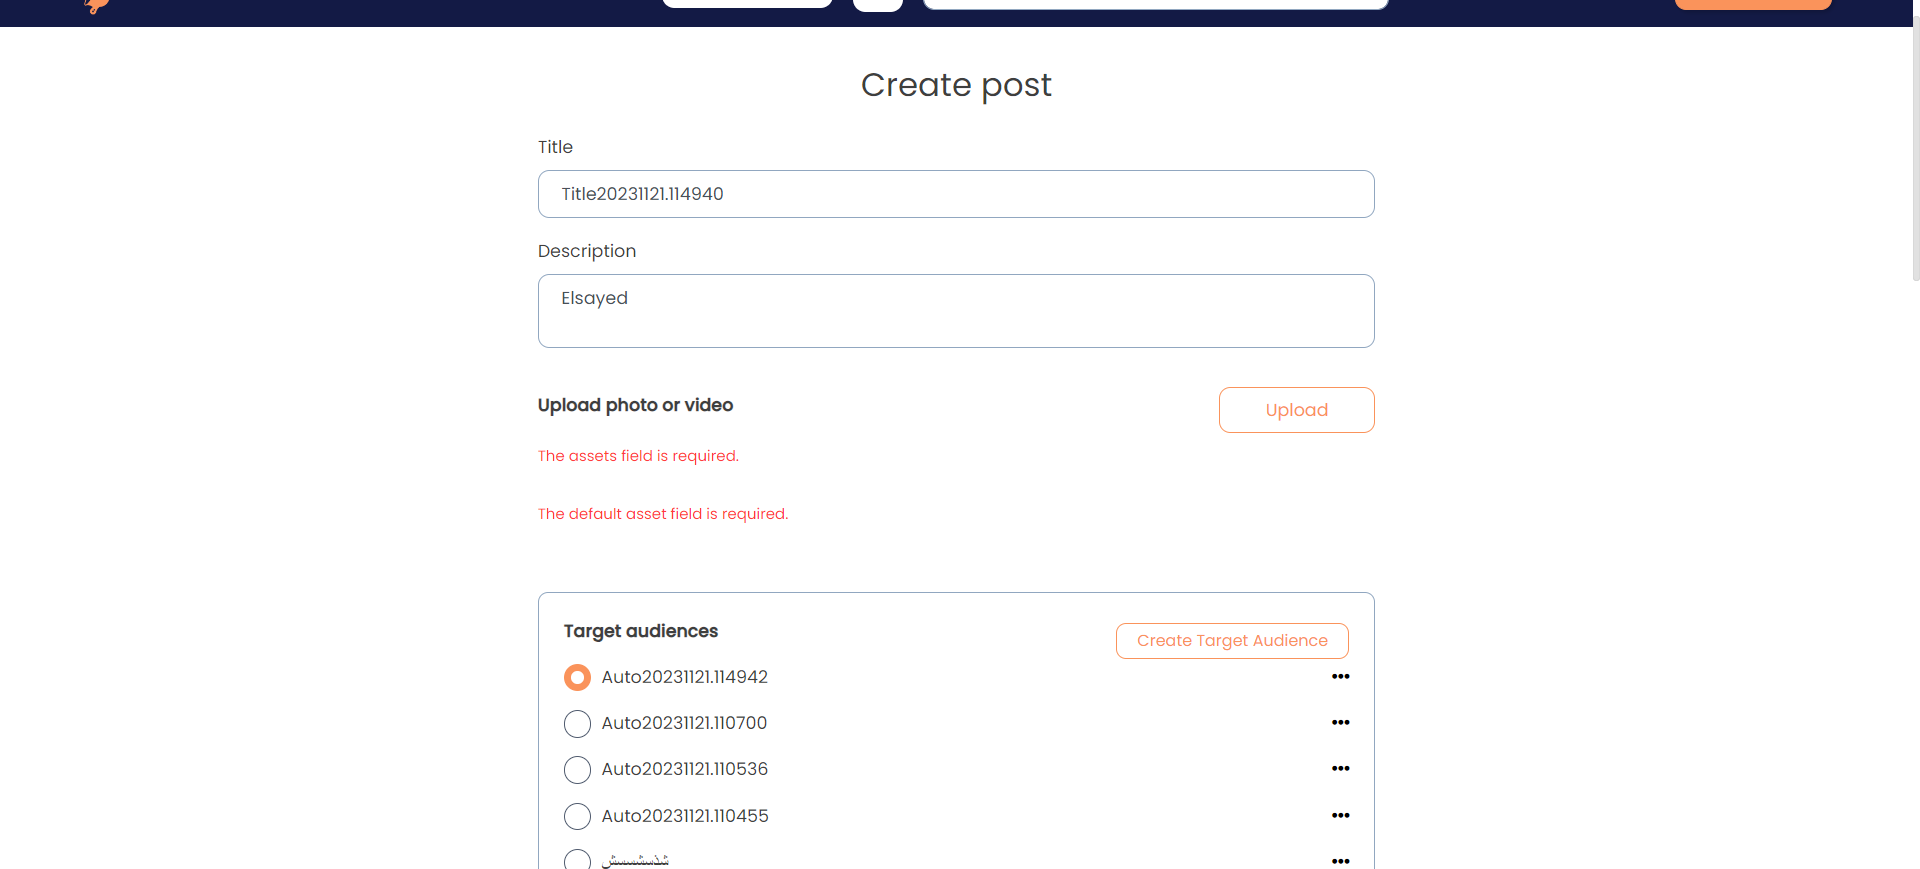 Create post
Title
Title20231121.114940
Description
Elsayed
Upload photo or video
Upload
The assets field is required.
The default asset field is required.
Target audiences
Create Target Audience
Auto20231121.114942
Auto20231121.110700
Auto20231121.110536
Auto20231121.110455